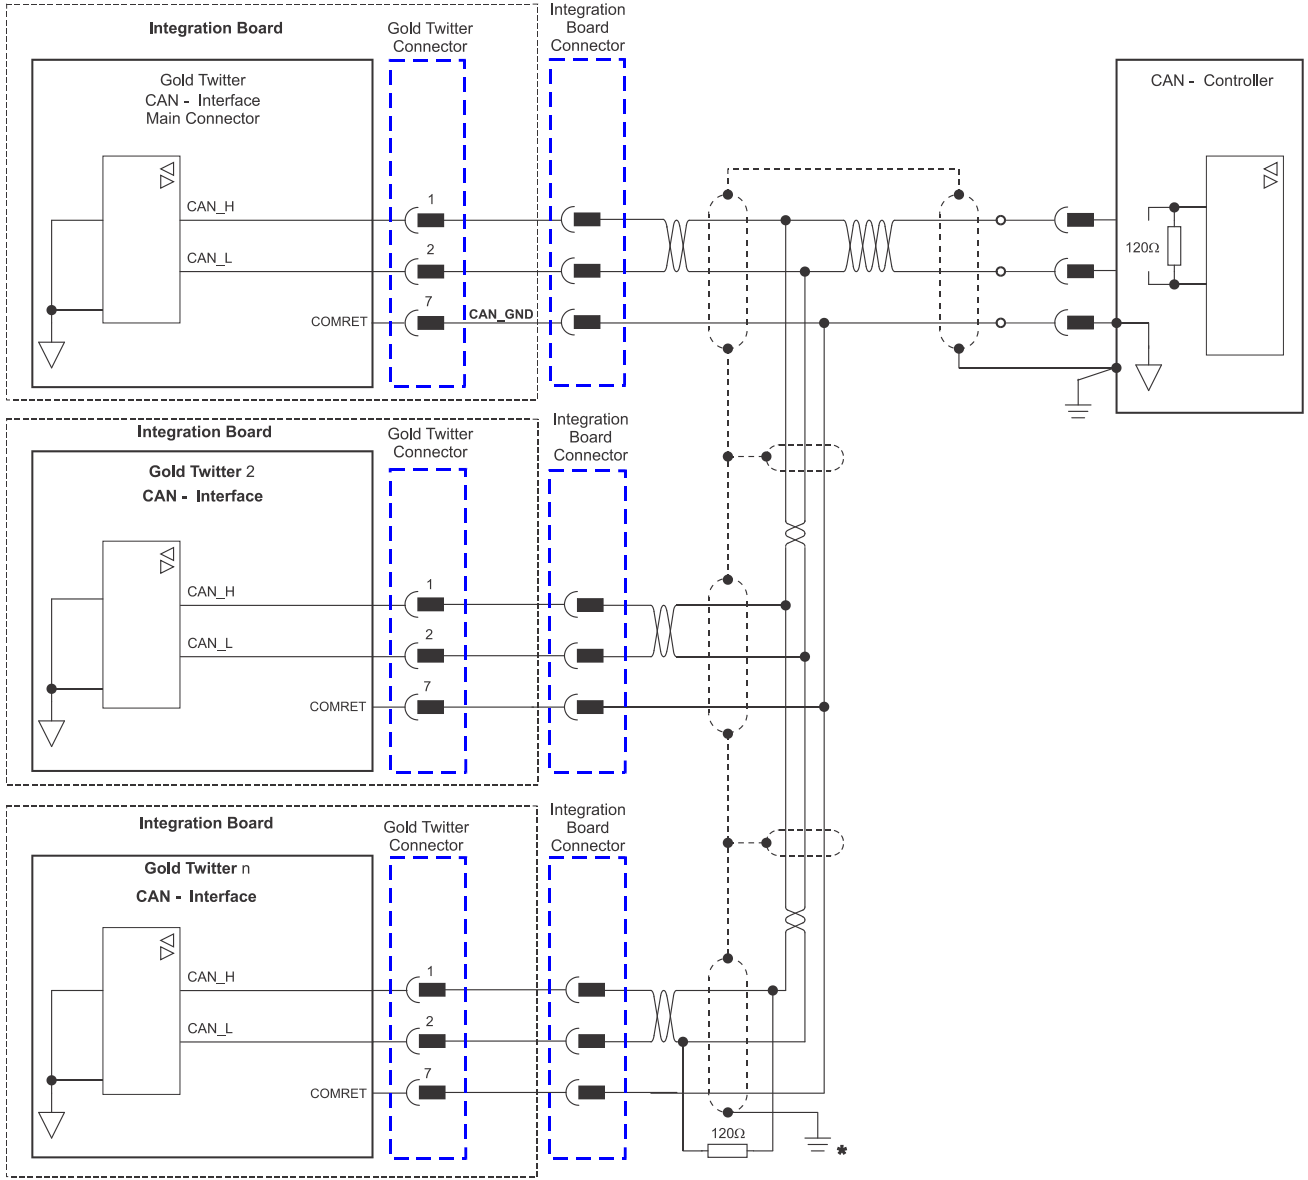 Integration Board
Gold Twitter
Connector
Integration
Board
Connector
Gold Twitter
CAN - Interface
Main Connector
CAN - Controller
CAN_H
1
CAN_L
2
120Ω
COMRET
7
CAN_GND
Integration Board
Gold Twitter
Connector
Integration
Board
Connector
Gold Twitter 2
CAN - Interface
CAN_H
1
CAN_L
2
COMRET
7
Integration Board
Gold Twitter
Connector
Integration
Board
Connector
Gold Twitter n
CAN - Interface
CAN_H
1
CAN_L
2
COMRET
7
120Ω
*